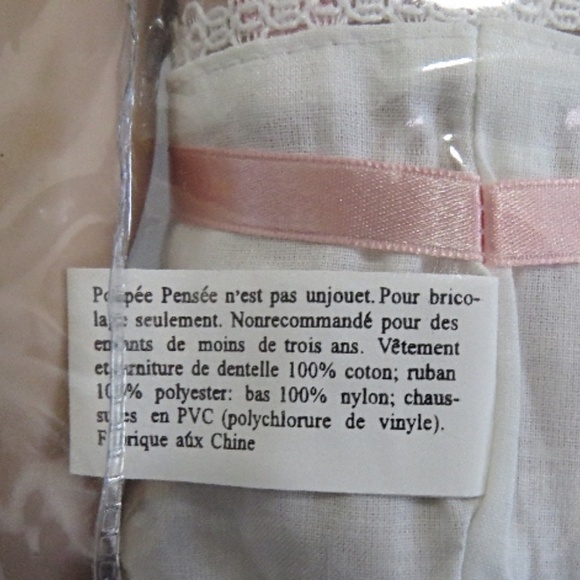 Poupée Pensée n'est pas unjouet. Pour brico-
lage seulement. Nonrecommandé pour des
enfants de moins de trois ans. Vêtement
et garniture de dentelle 100% coton; ruban
100% polyester: bas 100% nylon; chaus-
sures en PVC (polychlorure de vinyle).
Fabrique aúx Chine